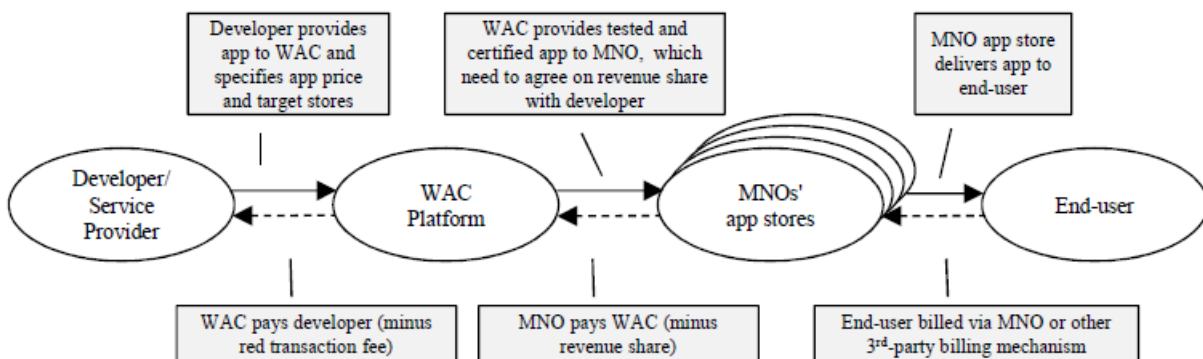 Developer provides
app to WAC and
specifies app price
and target stores
WAC provides tested and
certified app to MNO, which
need to agree on revenue share
with developer
MNO app store
delivers app to
end-user
Developer/
Service
Provider
WAC
Platform
MNOs'
app stores
End-user
WAC pays developer (minus
red transaction fee)
MNO pays WAC (minus
revenue share)
End-user billed via MNO or other
3rd-party billing mechanism